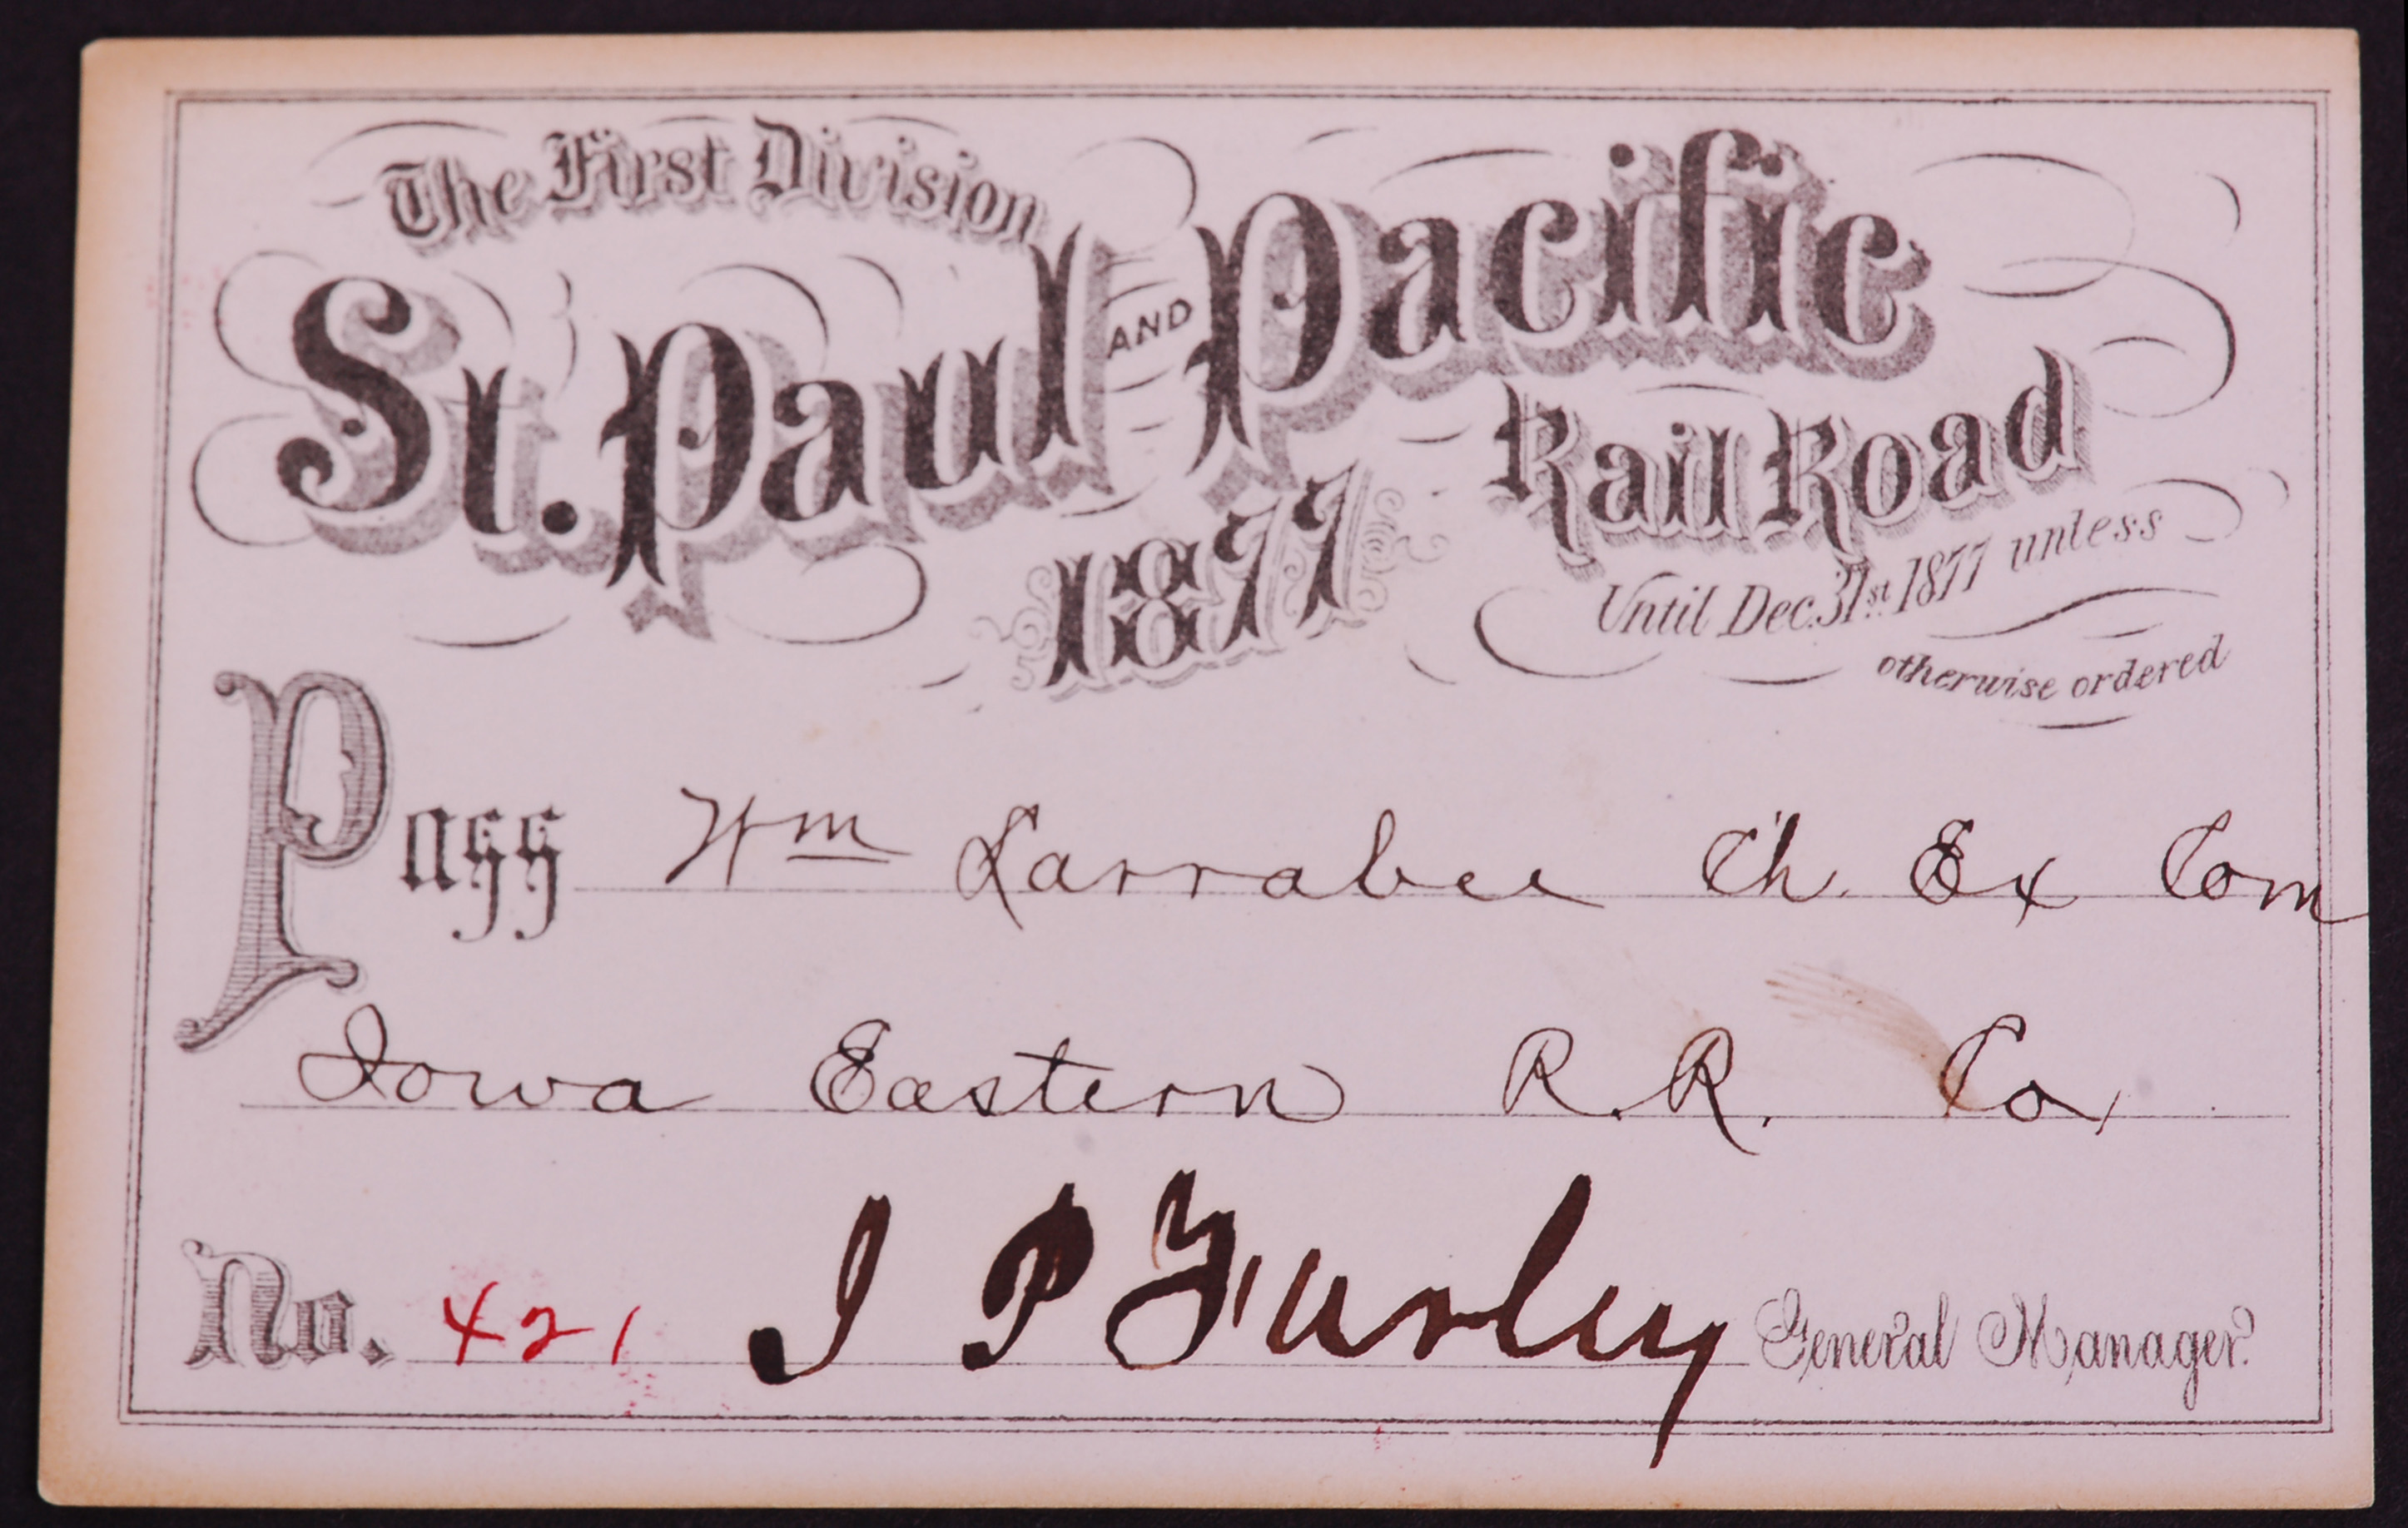 The First Division
St. Paul AND Pacific
Rail Road
1877
Until Dec. 31st 1877 unless
otherwise ordered
Pass Wm Larrabee Ch. Ex Com
Iowa Eastern R.R. Co,
No. 421 J P Farley General Manager.